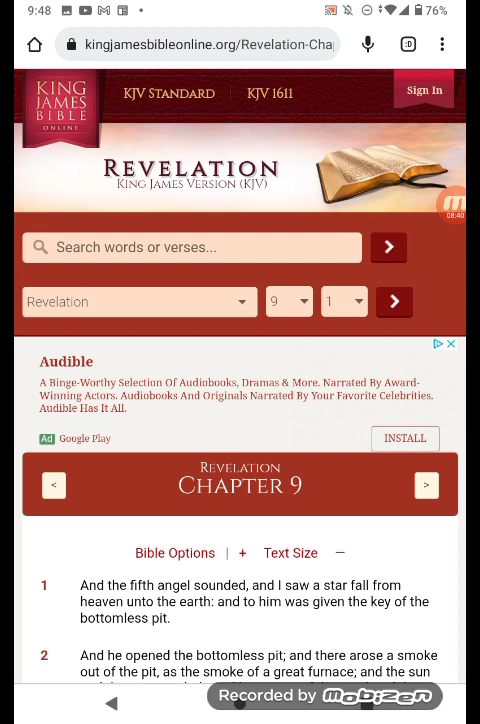 9:48
76%
kingjamesbibleonline.org/Revelation-Cha
:D
KING
JAMES
BIBLE
ONLINE
KJV STANDARD | KJV 1611
Sign In
REVELATION
KING JAMES VERSION (KJV)
08:40
Search words or verses...
Revelation 9 1
Audible
A Binge-Worthy Selection Of Audiobooks, Dramas & More. Narrated By Award-
Winning Actors. Audiobooks And Originals Narrated By Your Favorite Celebrities.
Audible Has It All.
Ad Google Play
INSTALL
REVELATION
< CHAPTER 9 >
Bible Options | + Text Size −
1 And the fifth angel sounded, and I saw a star fall from
heaven unto the earth: and to him was given the key of the
bottomless pit.
2 And he opened the bottomless pit; and there arose a smoke
out of the pit, as the smoke of a great furnace; and the sun
Recorded by mobizen